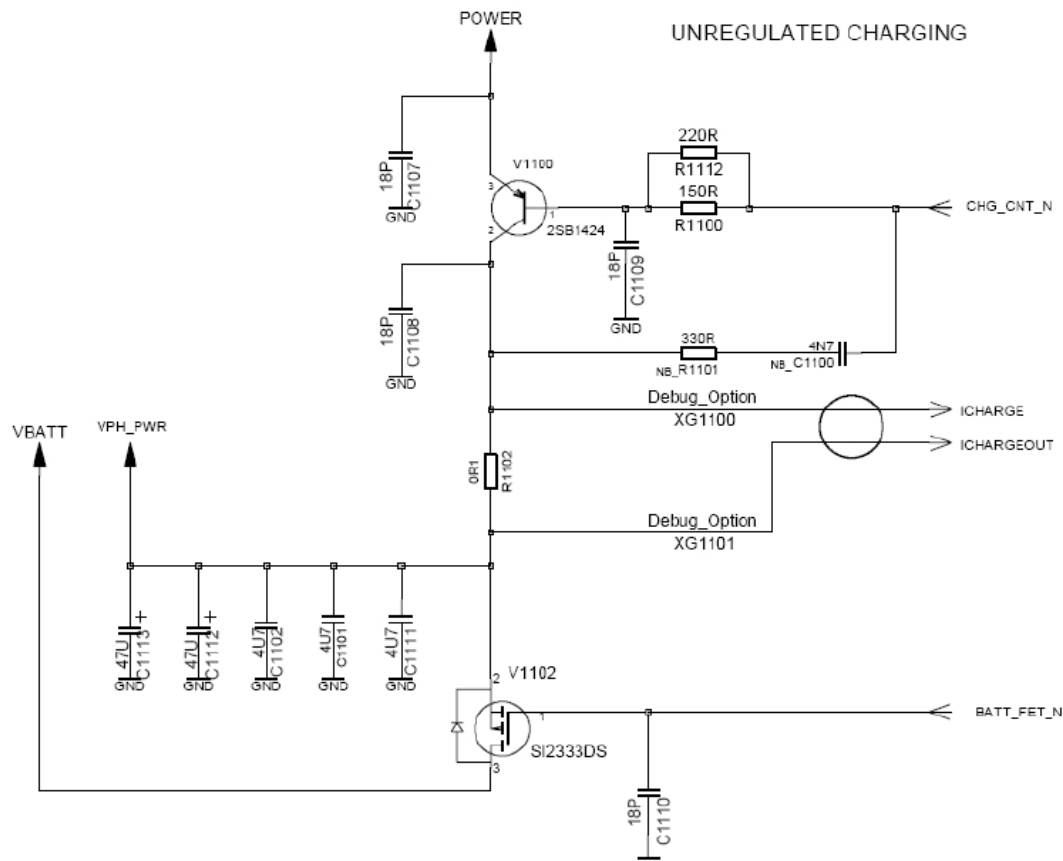 POWER
UNREGULATED CHARGING
18P
C1107
GND
V1100
3
2
1
2SB1424
220R
R1112
150R
R1100
CHG_CNT_N
18P
C1109
GND
18P
C1108
GND
330R
NB_R1101
4N7
NB_C1100
Debug_Option
XG1100
ICHARGE
ICHARGEOUT
VBATT
VPH_PWR
0R1
R1102
Debug_Option
XG1101
47U
+
C1113
GND
47U
+
C1112
GND
4U7
C1102
GND
4U7
C1101
GND
4U7
C1111
GND
V1102
2
1
3
SI2333DS
BATT_FET_N
18P
C1110